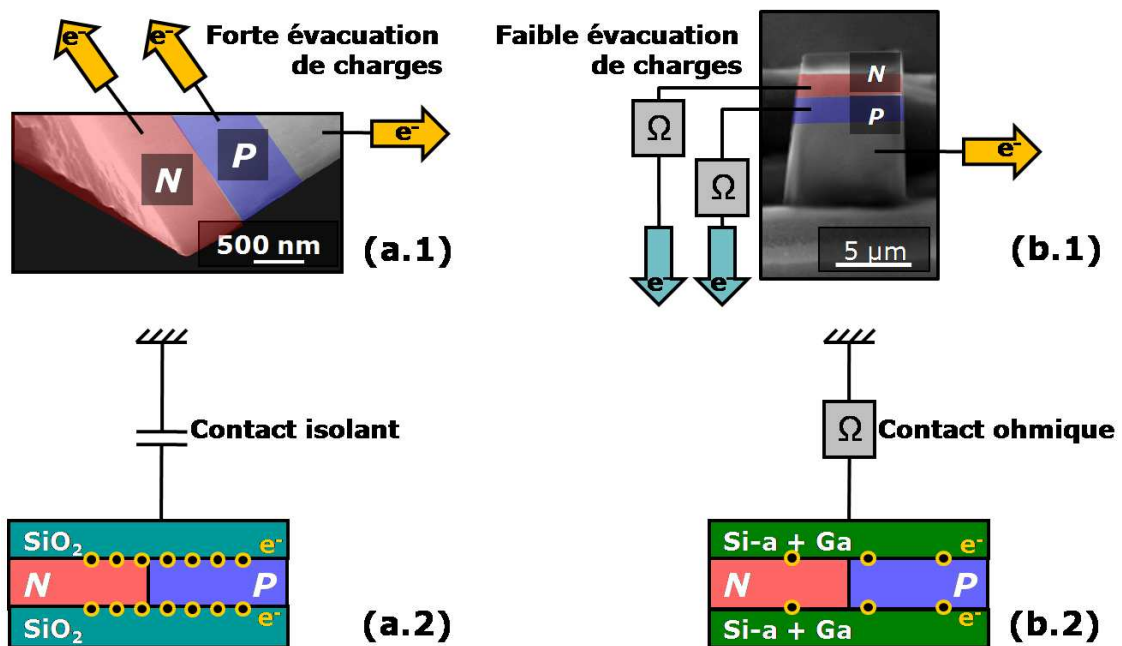 Forte évacuation
de charges
e-
e-
e-
N
P
500 nm
(a.1)
Faible évacuation
de charges
Ω
Ω
e-
e-
N
P
e-
5 µm
(b.1)
Contact isolant
SiO2
e-
N
P
SiO2
e-
(a.2)
Ω
Contact ohmique
Si-a + Ga
e-
N
P
Si-a + Ga
e-
(b.2)